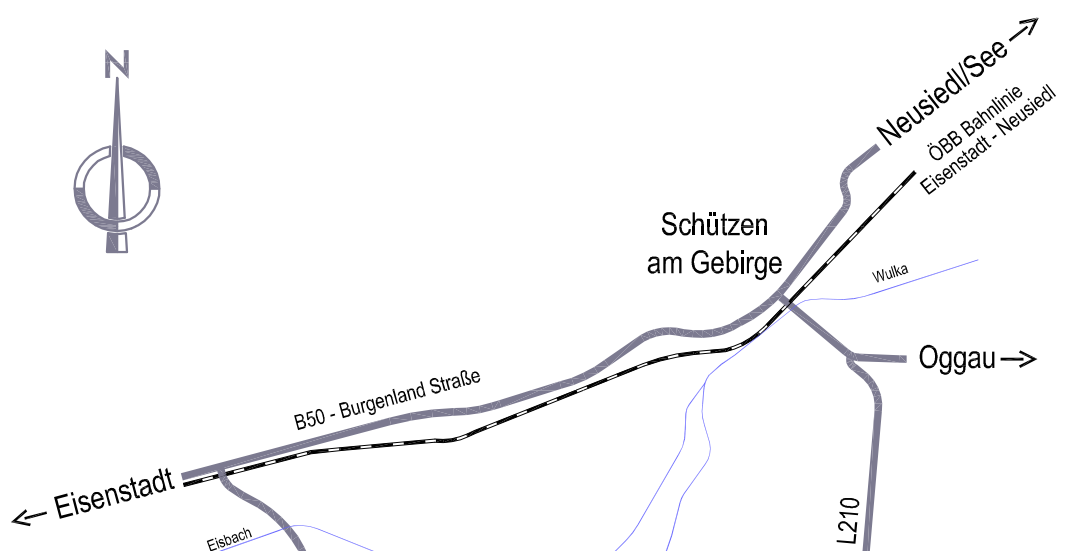 N
Neusiedl/See
ÖBB Bahnlinie
Eisenstadt - Neusiedl
Schützen
am Gebirge
Wulka
Oggau
B50 - Burgenland Straße
Eisenstadt
L210
Eisbach